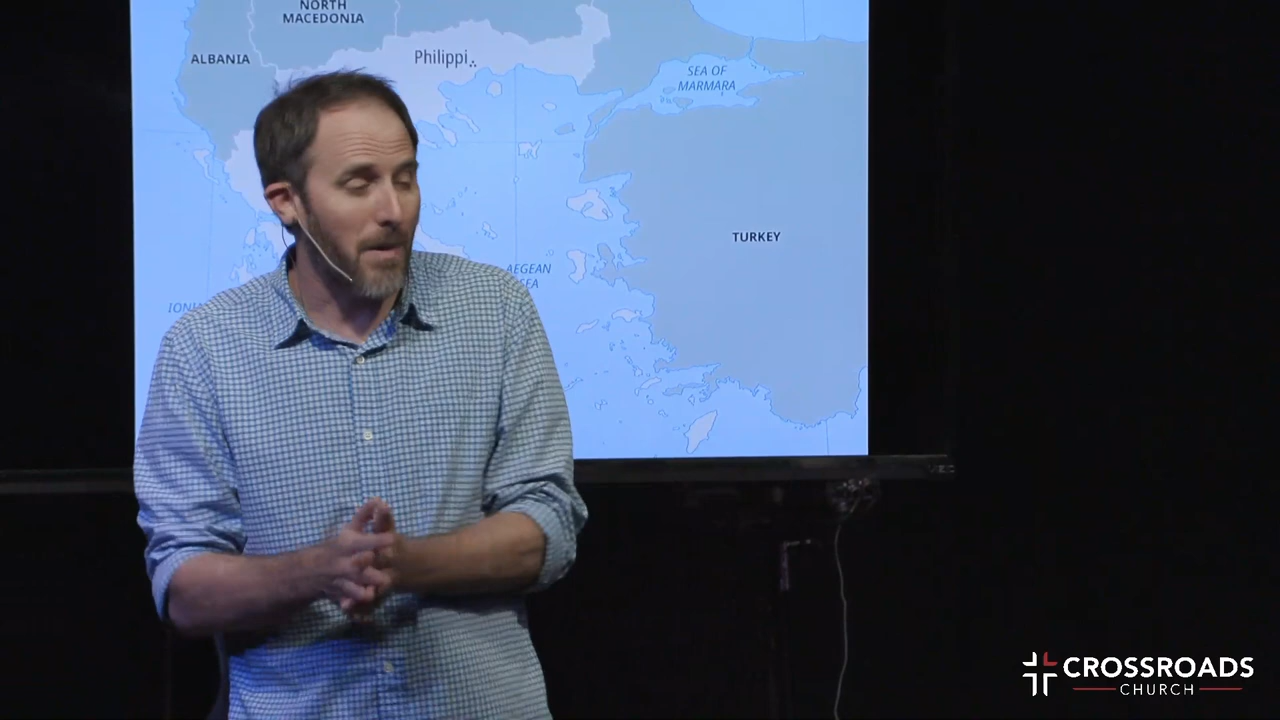 NORTH
MACEDONIA
ALBANIA
Philippi
SEA OF
MARMARA
TURKEY
AEGEAN
SEA
CROSSROADS
CHURCH